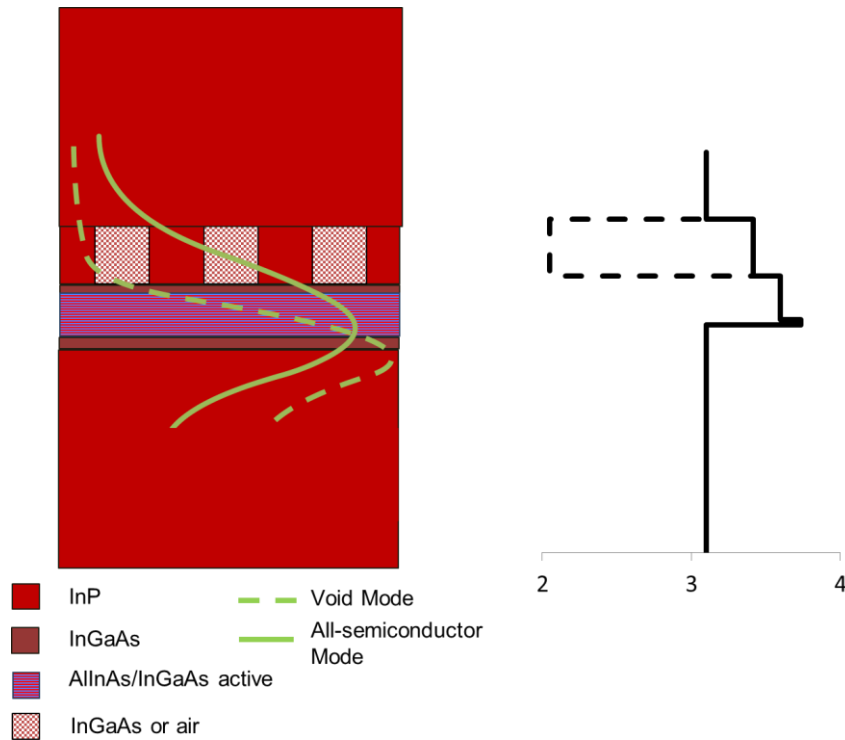 2
3
4
InP
InGaAs
AlInAs/InGaAs active
InGaAs or air
Void Mode
All-semiconductor
Mode